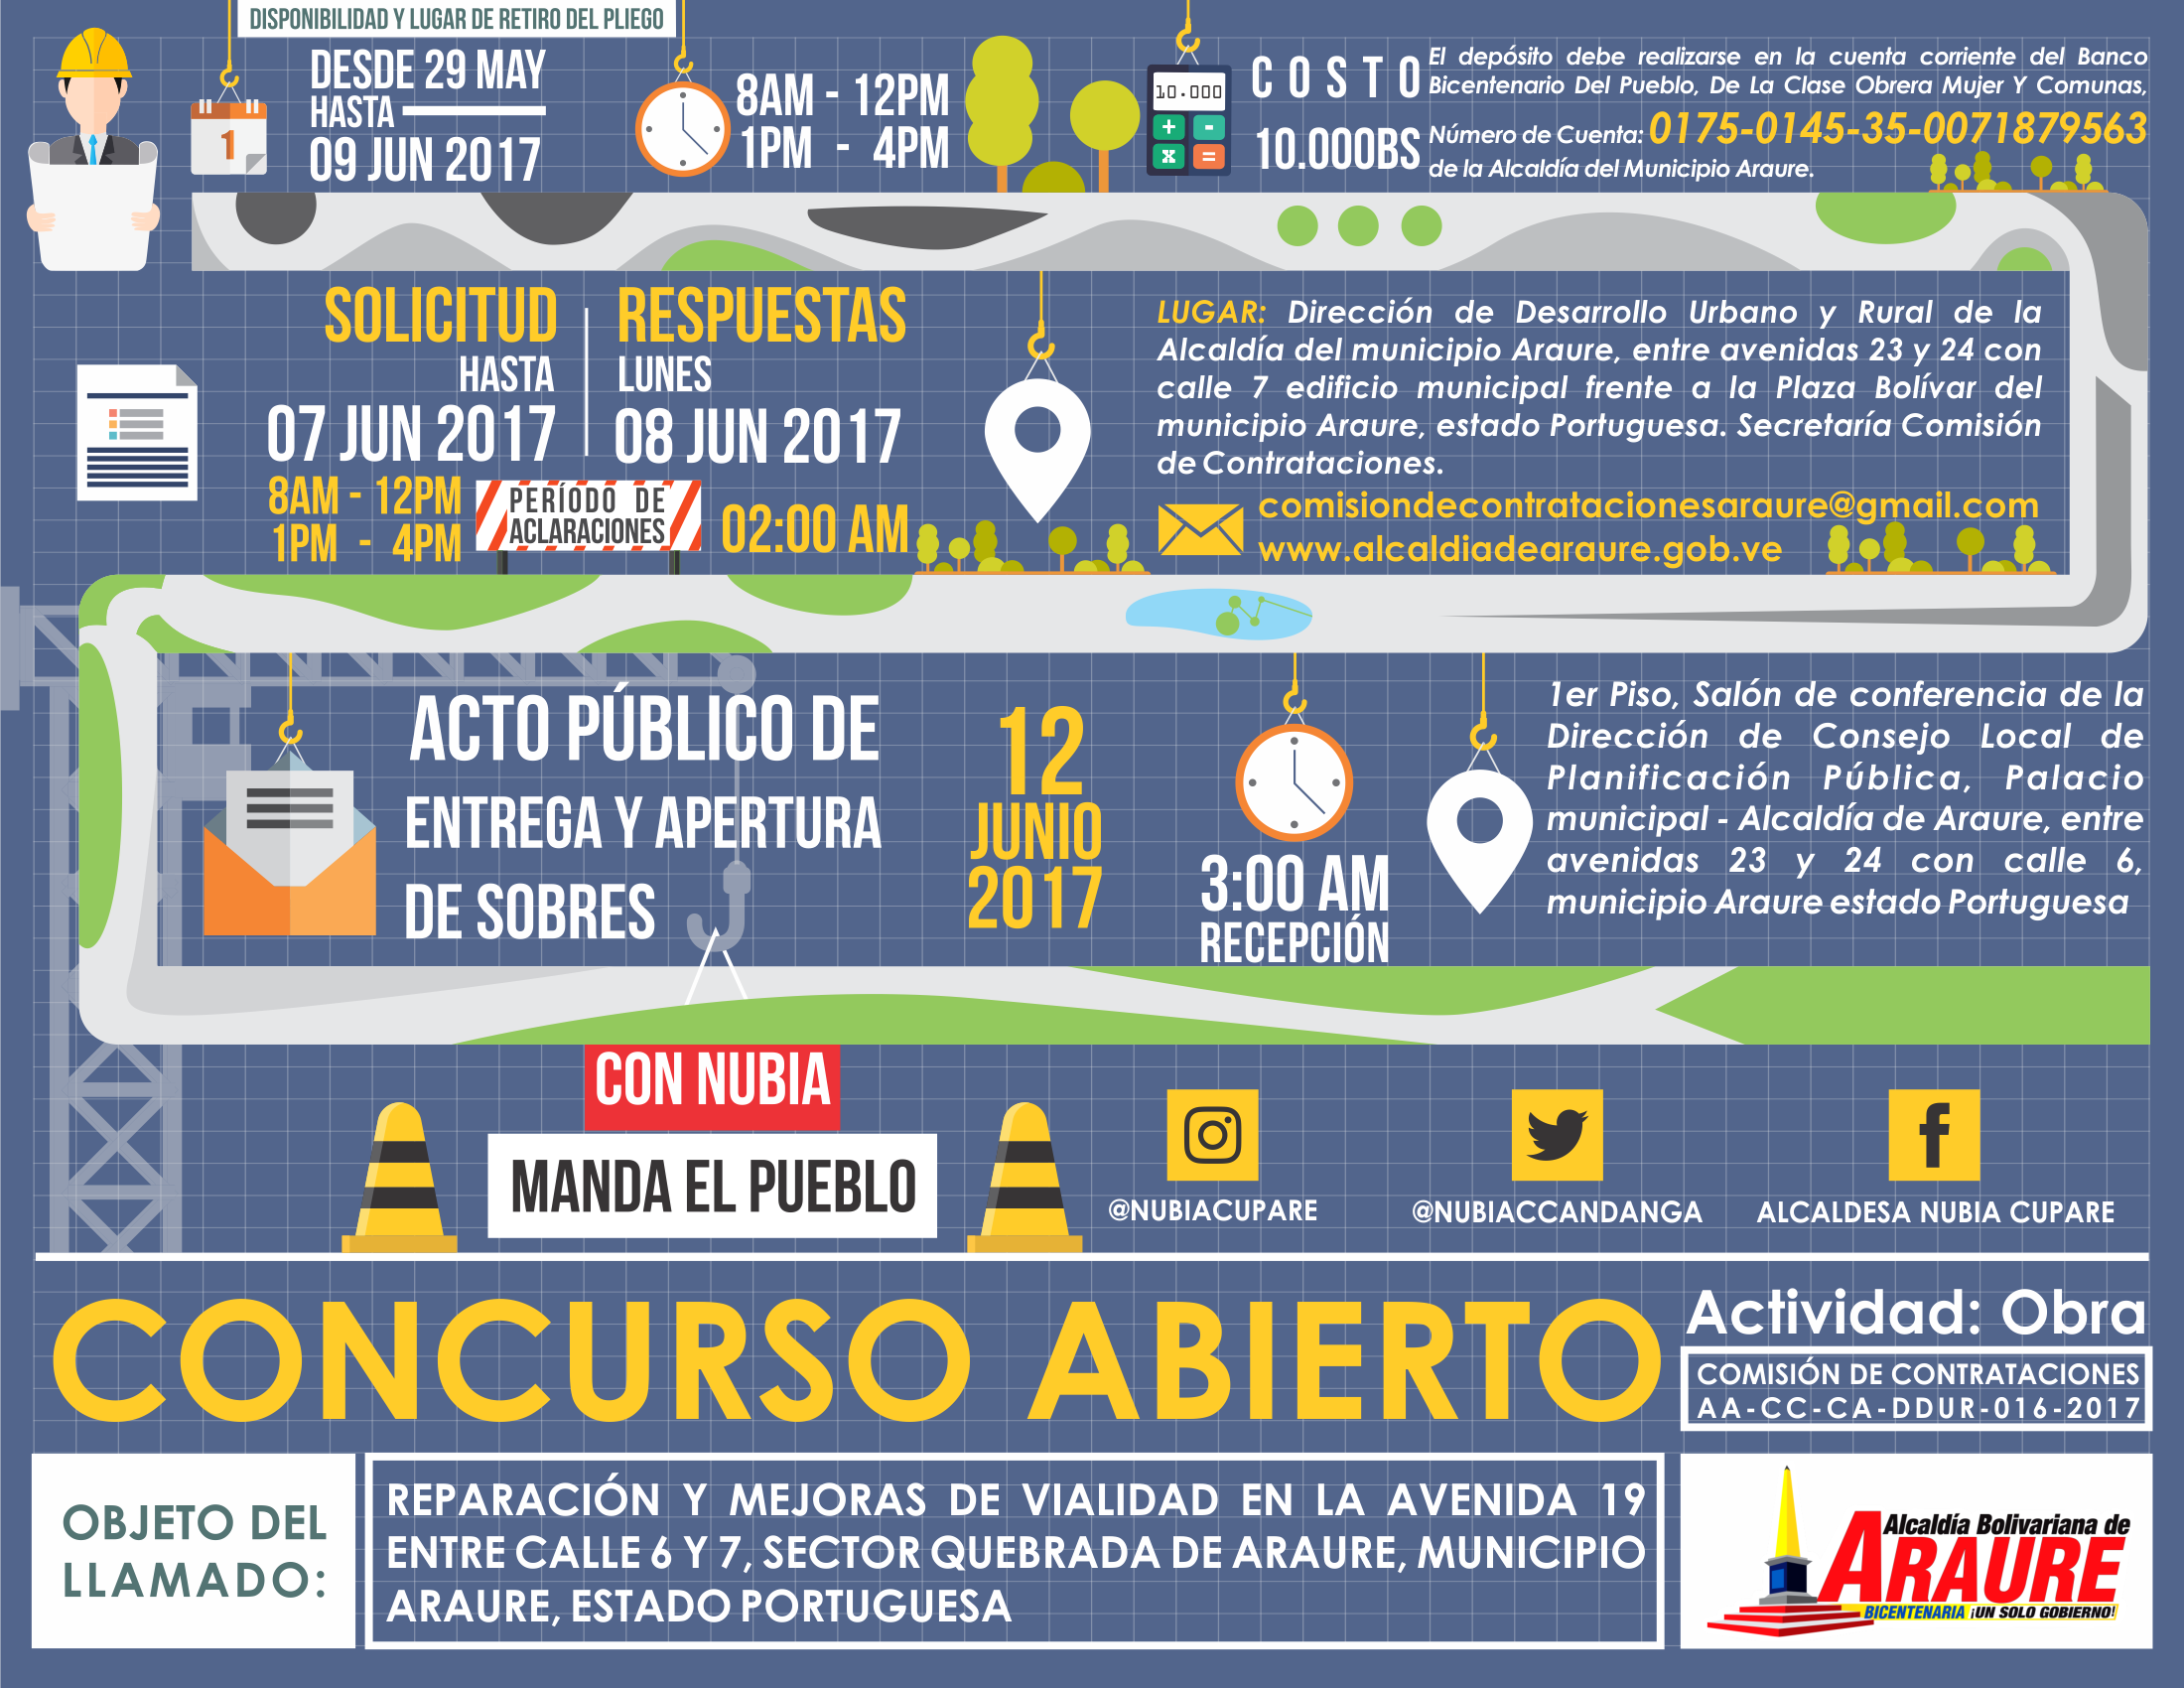 DISPONIBILIDAD Y LUGAR DE RETIRO DEL PLIEGO
DESDE 29 MAY
HASTA
09 JUN 2017
1
8AM - 12PM
1PM - 4PM
10.000
+ -
x =
COSTO
10.000BS
El depósito debe realizarse en la cuenta corriente del Banco
Bicentenario Del Pueblo, De La Clase Obrera Mujer Y Comunas,
Número de Cuenta: 0175-0145-35-0071879563
de la Alcaldía del Municipio Araure.
SOLICITUD
HASTA
07 JUN 2017
8AM - 12PM
1PM - 4PM
RESPUESTAS
LUNES
08 JUN 2017
PERÍODO DE
ACLARACIONES
02:00 AM
LUGAR: Dirección de Desarrollo Urbano y Rural de la
Alcaldía del municipio Araure, entre avenidas 23 y 24 con
calle 7 edificio municipal frente a la Plaza Bolívar del
municipio Araure, estado Portuguesa. Secretaría Comisión
de Contrataciones.
comisiondecontratacionesaraure@gmail.com
www.alcaldiadearaure.gob.ve
ACTO PÚBLICO DE
ENTREGA Y APERTURA
DE SOBRES
12
JUNIO
2017
3:00 AM
RECEPCIÓN
1er Piso, Salón de conferencia de la
Dirección de Consejo Local de
Planificación Pública, Palacio
municipal - Alcaldía de Araure, entre
avenidas 23 y 24 con calle 6,
municipio Araure estado Portuguesa
CON NUBIA
MANDA EL PUEBLO
@NUBIACUPARE
@NUBIACCANDANGA
ALCALDESA NUBIA CUPARE
CONCURSO ABIERTO
Actividad: Obra
COMISIÓN DE CONTRATACIONES
AA-CC-CA-DDUR-016-2017
OBJETO DEL
LLAMADO:
REPARACIÓN Y MEJORAS DE VIALIDAD EN LA AVENIDA 19
ENTRE CALLE 6 Y 7, SECTOR QUEBRADA DE ARAURE, MUNICIPIO
ARAURE, ESTADO PORTUGUESA
Alcaldía Bolivariana de
ARAURE
BICENTENARIA ¡UN SOLO GOBIERNO!